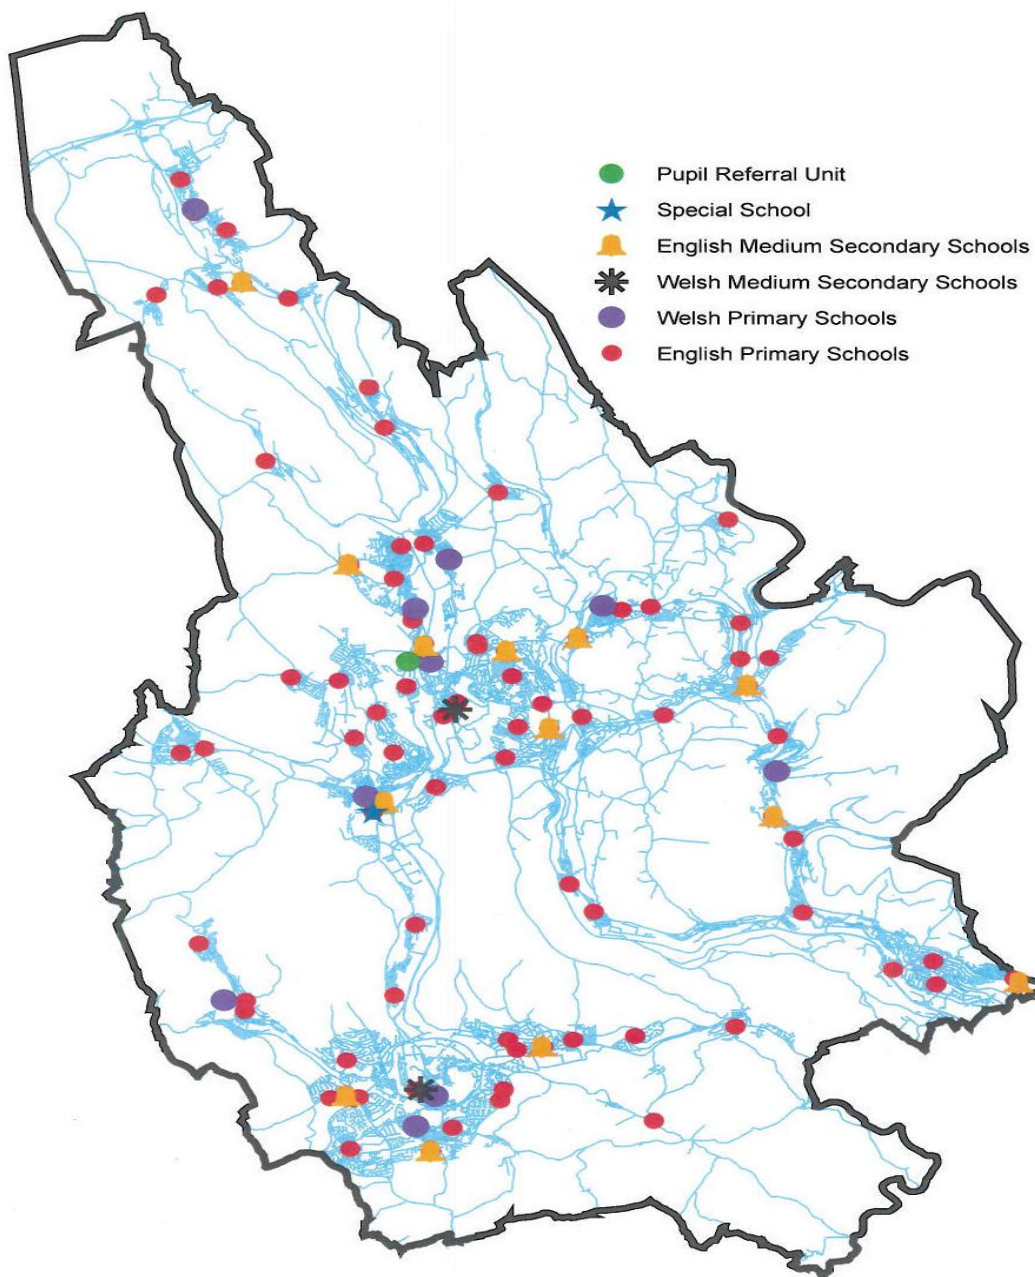 Pupil Referral Unit
Special School
English Medium Secondary Schools
Welsh Medium Secondary Schools
Welsh Primary Schools
English Primary Schools